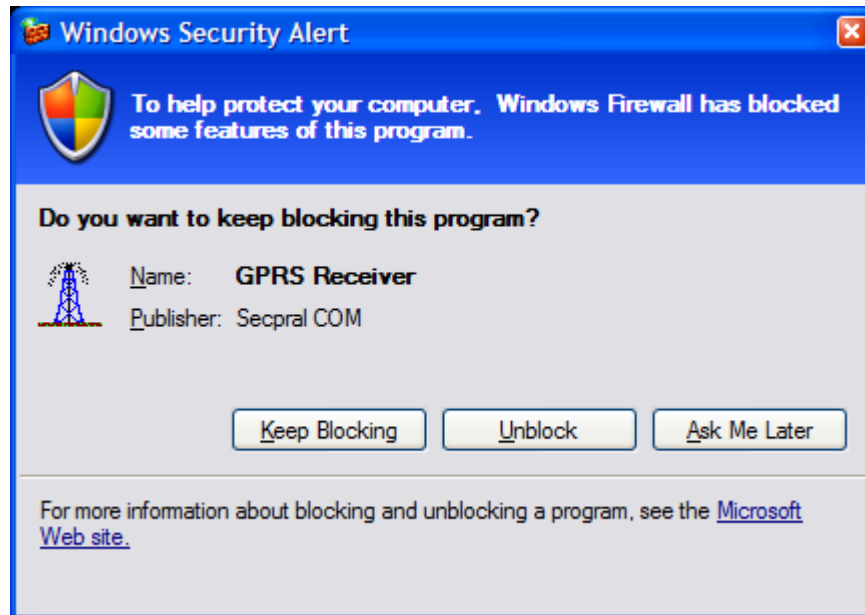 Windows Security Alert
To help protect your computer, Windows Firewall has blocked
some features of this program.
Do you want to keep blocking this program?
Name: GPRS Receiver
Publisher: Secpral COM
Keep Blocking Unblock Ask Me Later
For more information about blocking and unblocking a program, see the Microsoft
Web site.